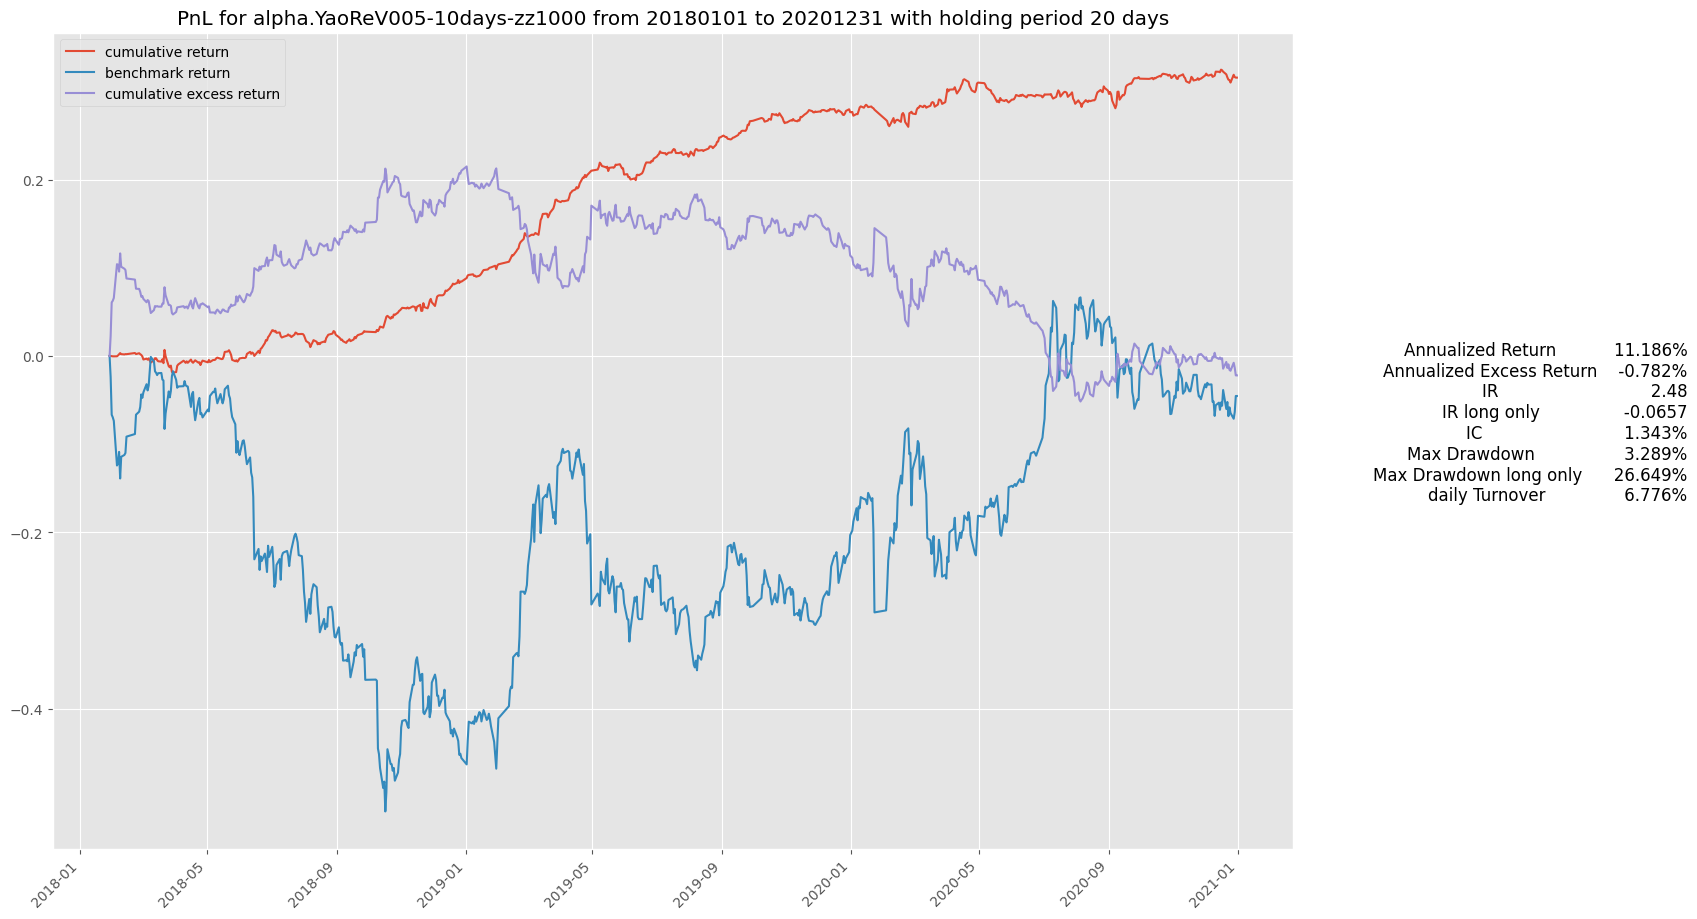 PnL for alpha.YaoReV005-10days-zz1000 from 20180101 to 20201231 with holding period 20 days
cumulative return
benchmark return
cumulative excess return
0.2
0.0
−0.2
−0.4
2018-01
2018-05
2018-09
2019-01
2019-05
2019-09
2020-01
2020-05
2020-09
2021-01
Annualized Return 11.186%
Annualized Excess Return -0.782%
IR 2.48
IR long only -0.0657
IC 1.343%
Max Drawdown 3.289%
Max Drawdown long only 26.649%
daily Turnover 6.776%